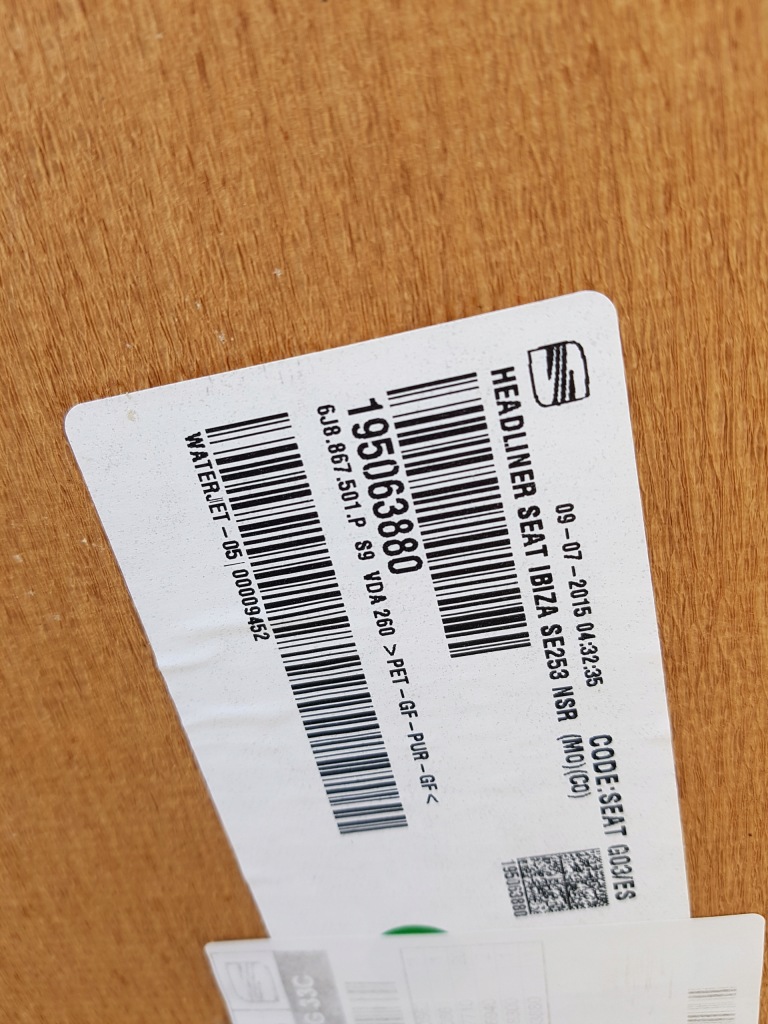 09-07-2015 04:32:35
CODE:SEAT G03/ES
HEADLINER SEAT IBIZA SE253 NSR (MO)(CO)
195063880
195063880
6J8.867.501.P S9 VDA 260 >PET-GF-PUR-GF<
WATERJET-05|00009452